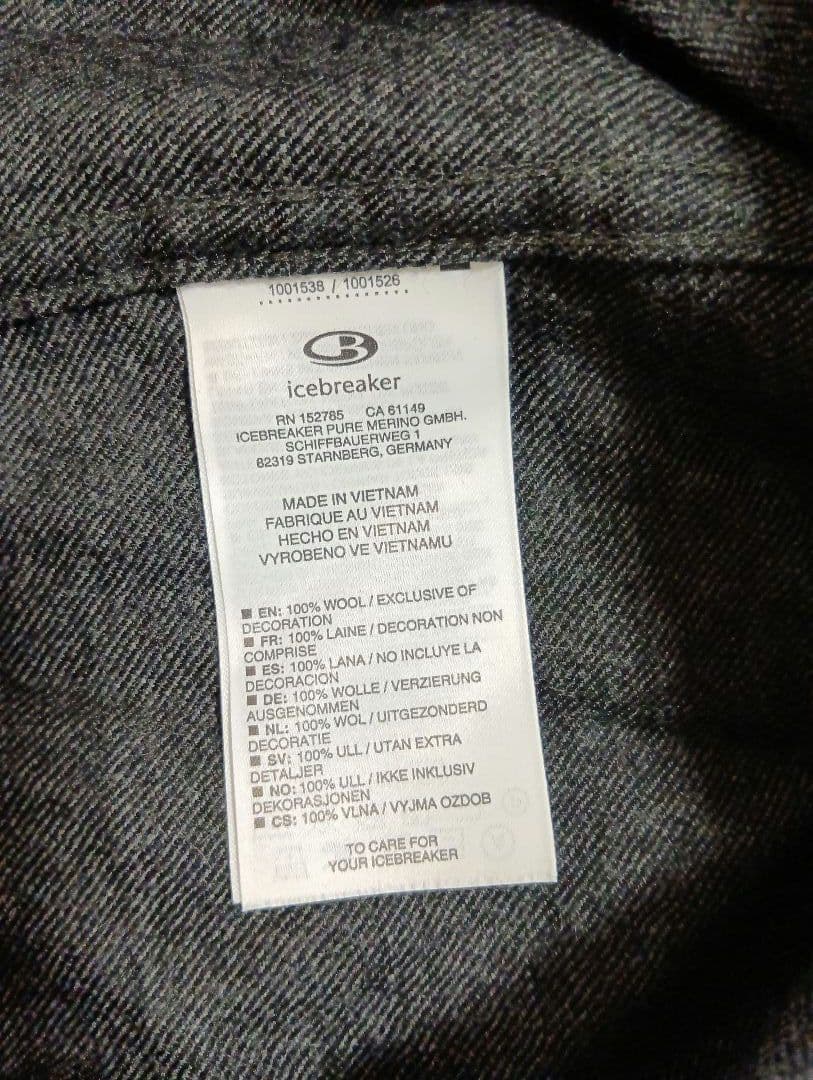 1001538 / 1001526
icebreaker
RN 152785 CA 61149
ICEBREAKER PURE MERINO GMBH.
SCHIFFBAUERWEG 1
82319 STARNBERG, GERMANY
MADE IN VIETNAM
FABRIQUE AU VIETNAM
HECHO EN VIETNAM
VYROBENO VE VIETNAMU
■ EN: 100% WOOL / EXCLUSIVE OF
DECORATION
■ FR: 100% LAINE / DECORATION NON
COMPRISE
■ ES: 100% LANA / NO INCLUYE LA
DECORACION
■ DE: 100% WOLLE / VERZIERUNG
AUSGENOMMEN
■ NL: 100% WOL / UITGEZONDERD
DECORATIE
■ SV: 100% ULL / UTAN EXTRA
DETALJER
■ NO: 100% ULL / IKKE INKLUSIV
DEKORASJONEN
■ CS: 100% VLNA / VYJMA OZDOB
TO CARE FOR
YOUR ICEBREAKER